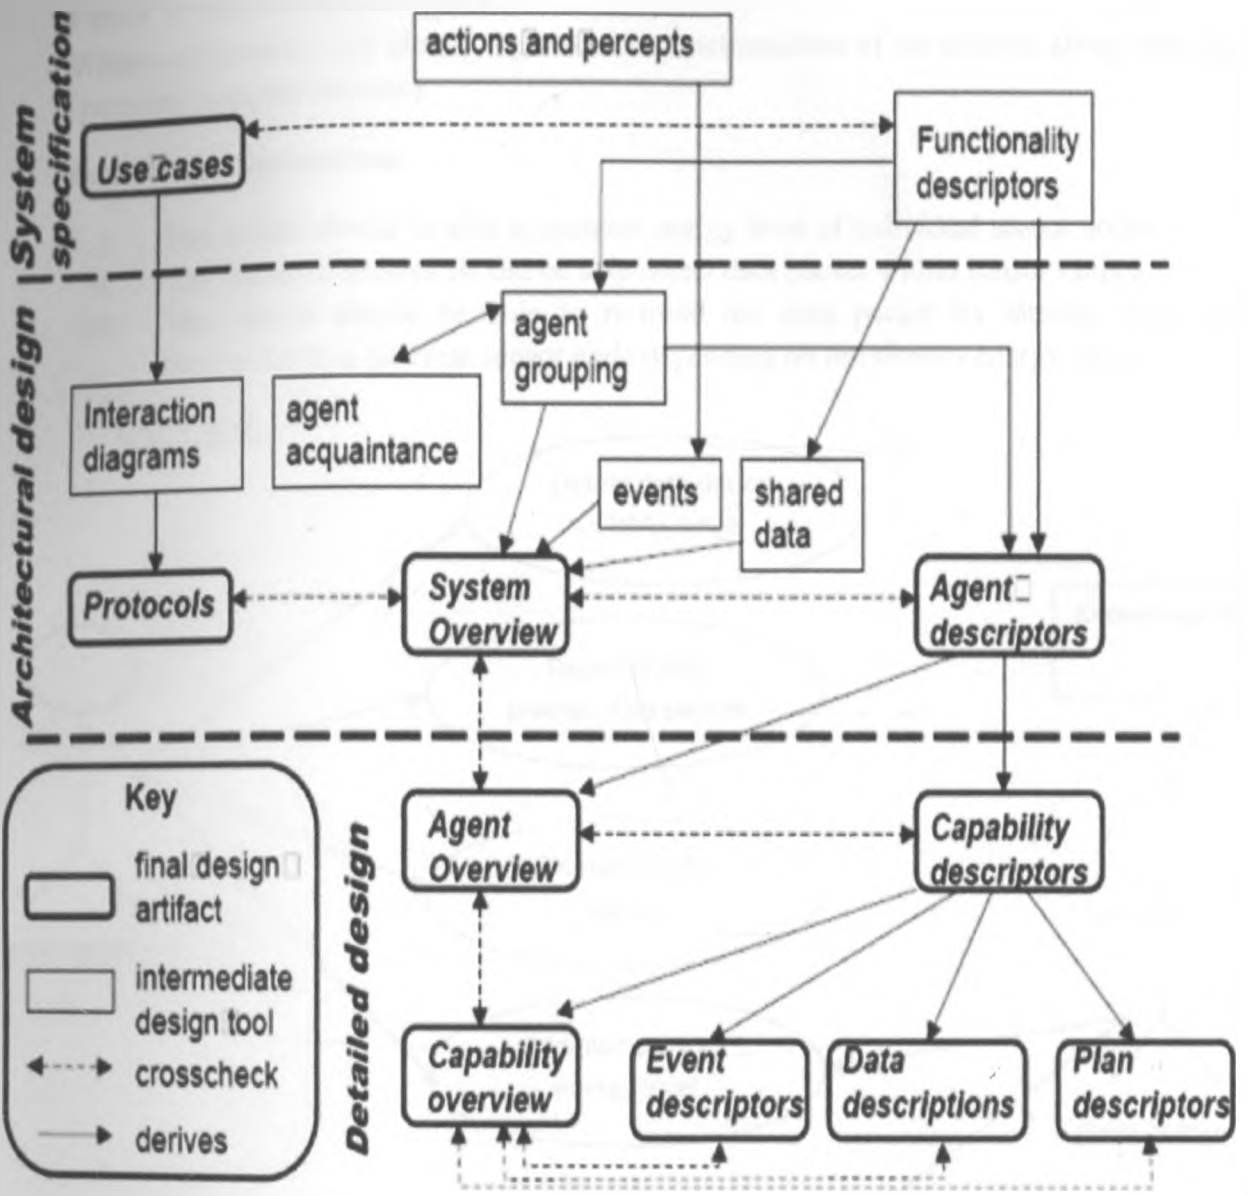 actions and percepts
System
specification
Use cases
Functionality
descriptors
Architectural design
agent
grouping
Interaction
diagrams
agent
acquaintance
events
shared
data
Protocols
System
Overview
Agent
descriptors
Key
final design
artifact
intermediate
design tool
crosscheck
derives
Detailed design
Agent
Overview
Capability
descriptors
Capability
overview
Event
descriptors
Data
descriptions
Plan
descriptors